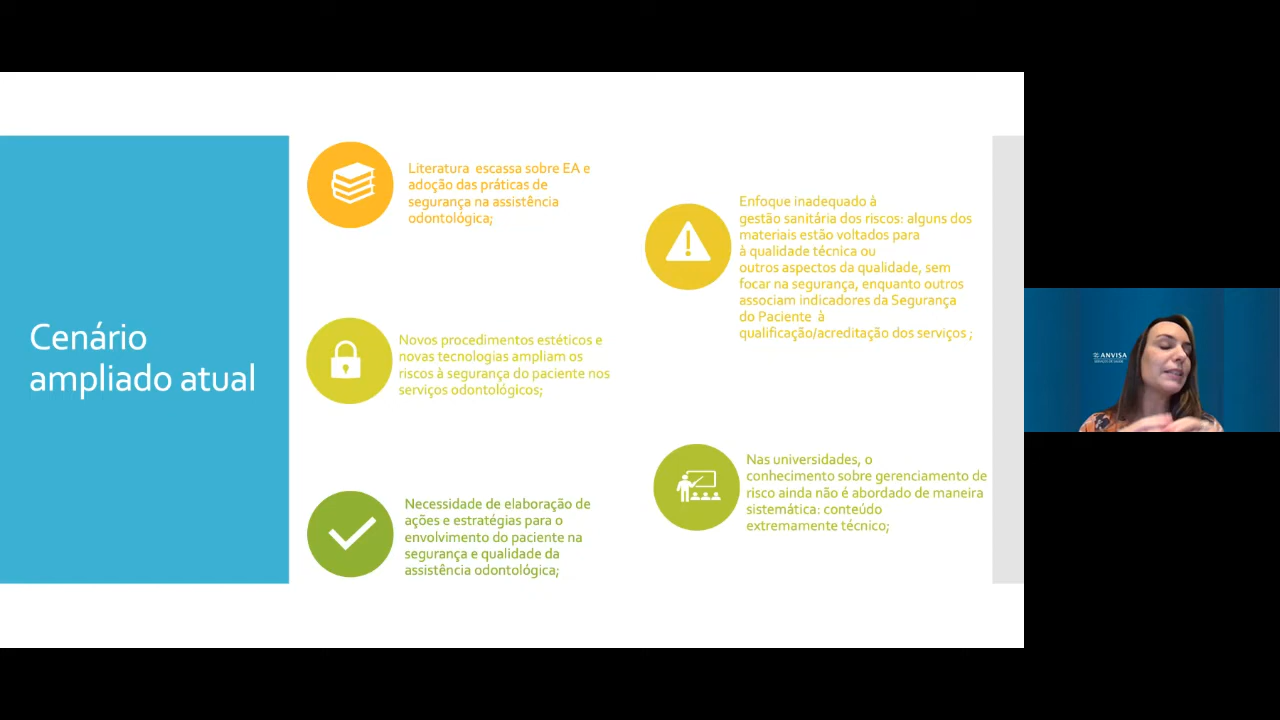 Cenário
ampliado atual
Literatura escassa sobre EA e
adoção das práticas de
segurança na assistência
odontológica;
Enfoque inadequado à
gestão sanitária dos riscos: alguns dos
materiais estão voltados para
à qualidade técnica ou
outros aspectos da qualidade, sem
focar na segurança, enquanto outros
associam indicadores da Segurança
do Paciente à
qualificação/acreditação dos serviços ;
Novos procedimentos estéticos e
novas tecnologias ampliam os
riscos à segurança do paciente nos
serviços odontológicos;
Nas universidades, o
conhecimento sobre gerenciamento de
risco ainda não é abordado de maneira
sistemática: conteúdo
extremamente técnico;
Necessidade de elaboração de
ações e estratégias para o
envolvimento do paciente na
segurança e qualidade da
assistência odontológica;
ANVISA